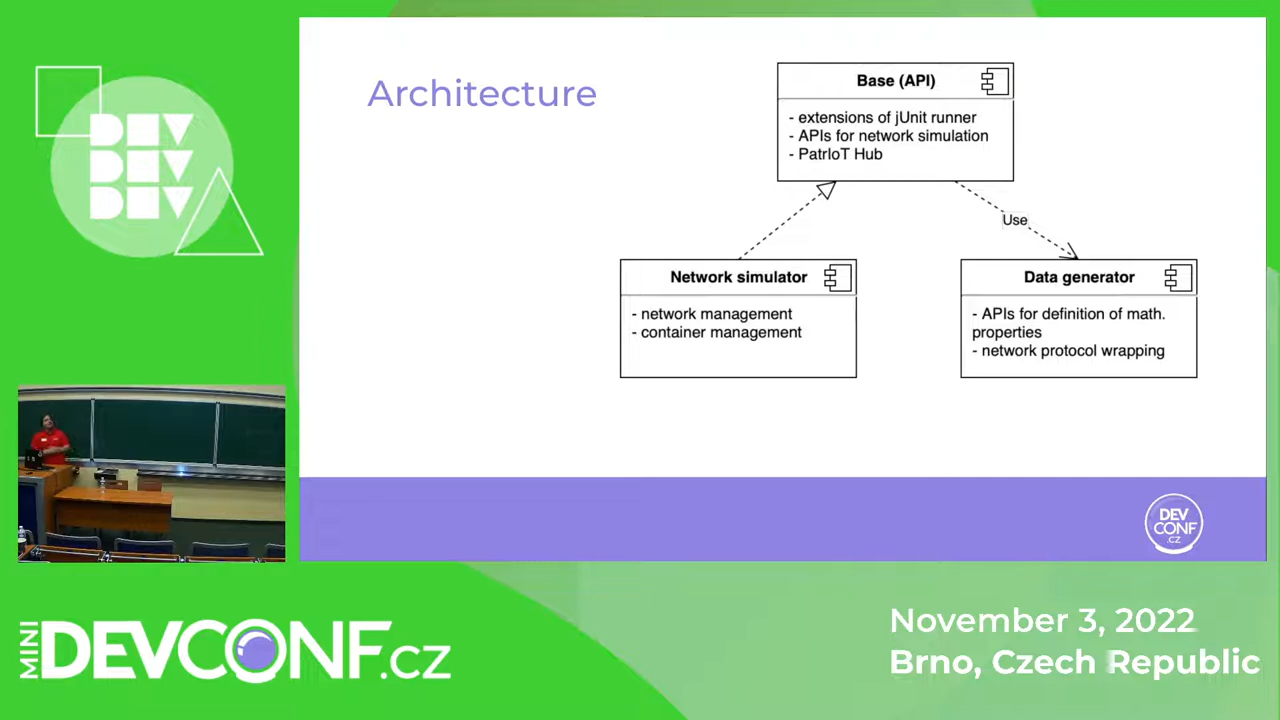 DEV
DEV
DEV
Architecture
Base (API)
- extensions of jUnit runner
- APIs for network simulation
- PatrIoT Hub
Use
Network simulator
- network management
- container management
Data generator
- APIs for definition of math.
properties
- network protocol wrapping
DEV
CONF
.CZ
MINI
DEVCONF.cz
November 3, 2022
Brno, Czech Republic